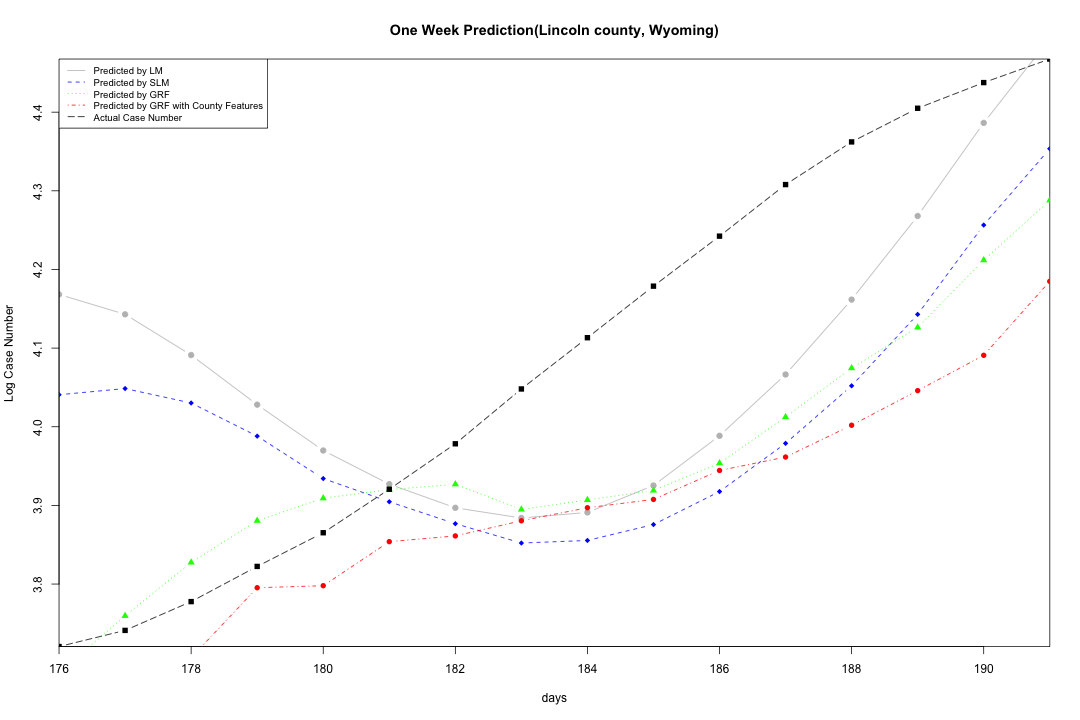 One Week Prediction(Lincoln county, Wyoming)
Predicted by LM
Predicted by SLM
Predicted by GRF
Predicted by GRF with County Features
Actual Case Number
Log Case Number
4.4
4.3
4.2
4.1
4.0
3.9
3.8
176 178 180 182 184 186 188 190
days